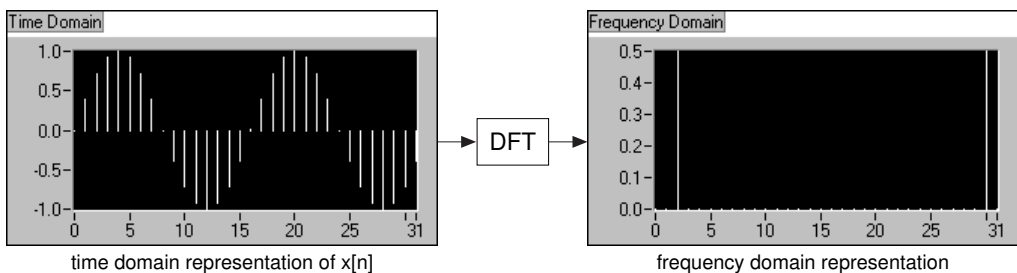 Time Domain
1.0
0.5
0.0
-0.5
-1.0
0 5 10 15 20 25 31
time domain representation of x[n]
DFT
Frequency Domain
0.5
0.4
0.3
0.2
0.1
0.0
0 5 10 15 20 25 31
frequency domain representation